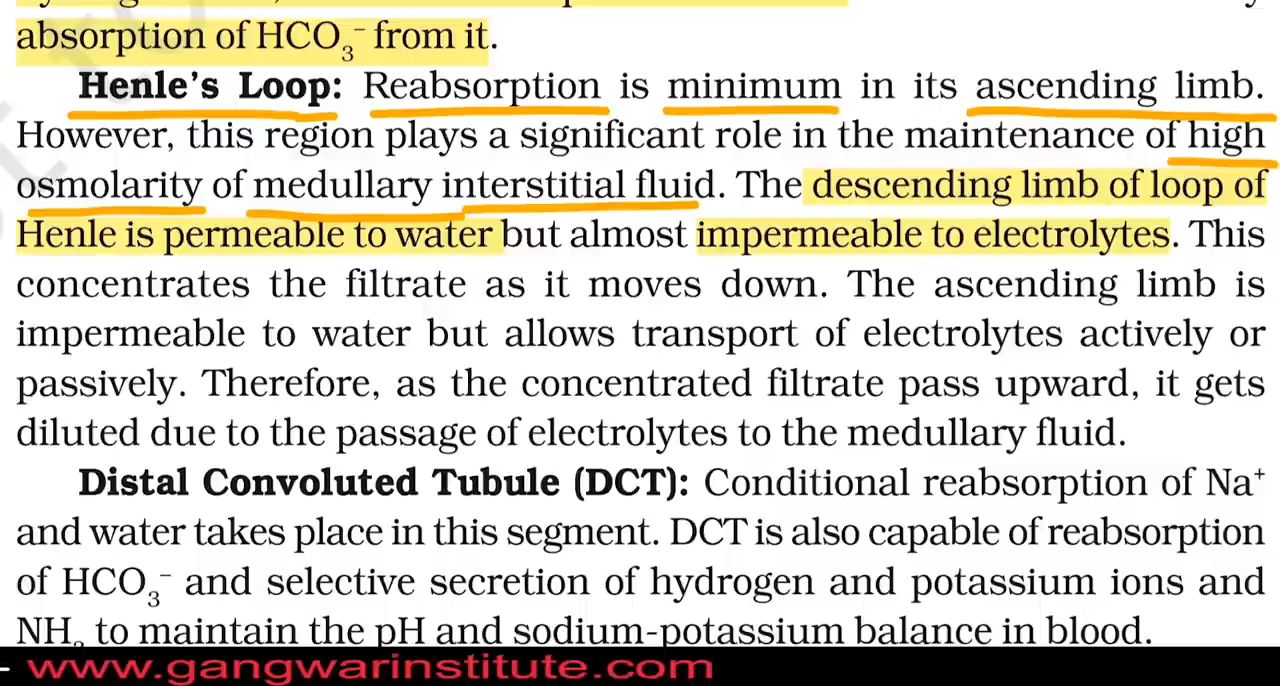 absorption of HCO₃⁻ from it.
Henle's Loop: Reabsorption is minimum in its ascending limb.
However, this region plays a significant role in the maintenance of high
osmolarity of medullary interstitial fluid. The descending limb of loop of
Henle is permeable to water but almost impermeable to electrolytes. This
concentrates the filtrate as it moves down. The ascending limb is
impermeable to water but allows transport of electrolytes actively or
passively. Therefore, as the concentrated filtrate pass upward, it gets
diluted due to the passage of electrolytes to the medullary fluid.
Distal Convoluted Tubule (DCT): Conditional reabsorption of Na⁺
and water takes place in this segment. DCT is also capable of reabsorption
of HCO₃⁻ and selective secretion of hydrogen and potassium ions and
NH₃ to maintain the pH and sodium-potassium balance in blood.
- www.gangwarinstitute.com